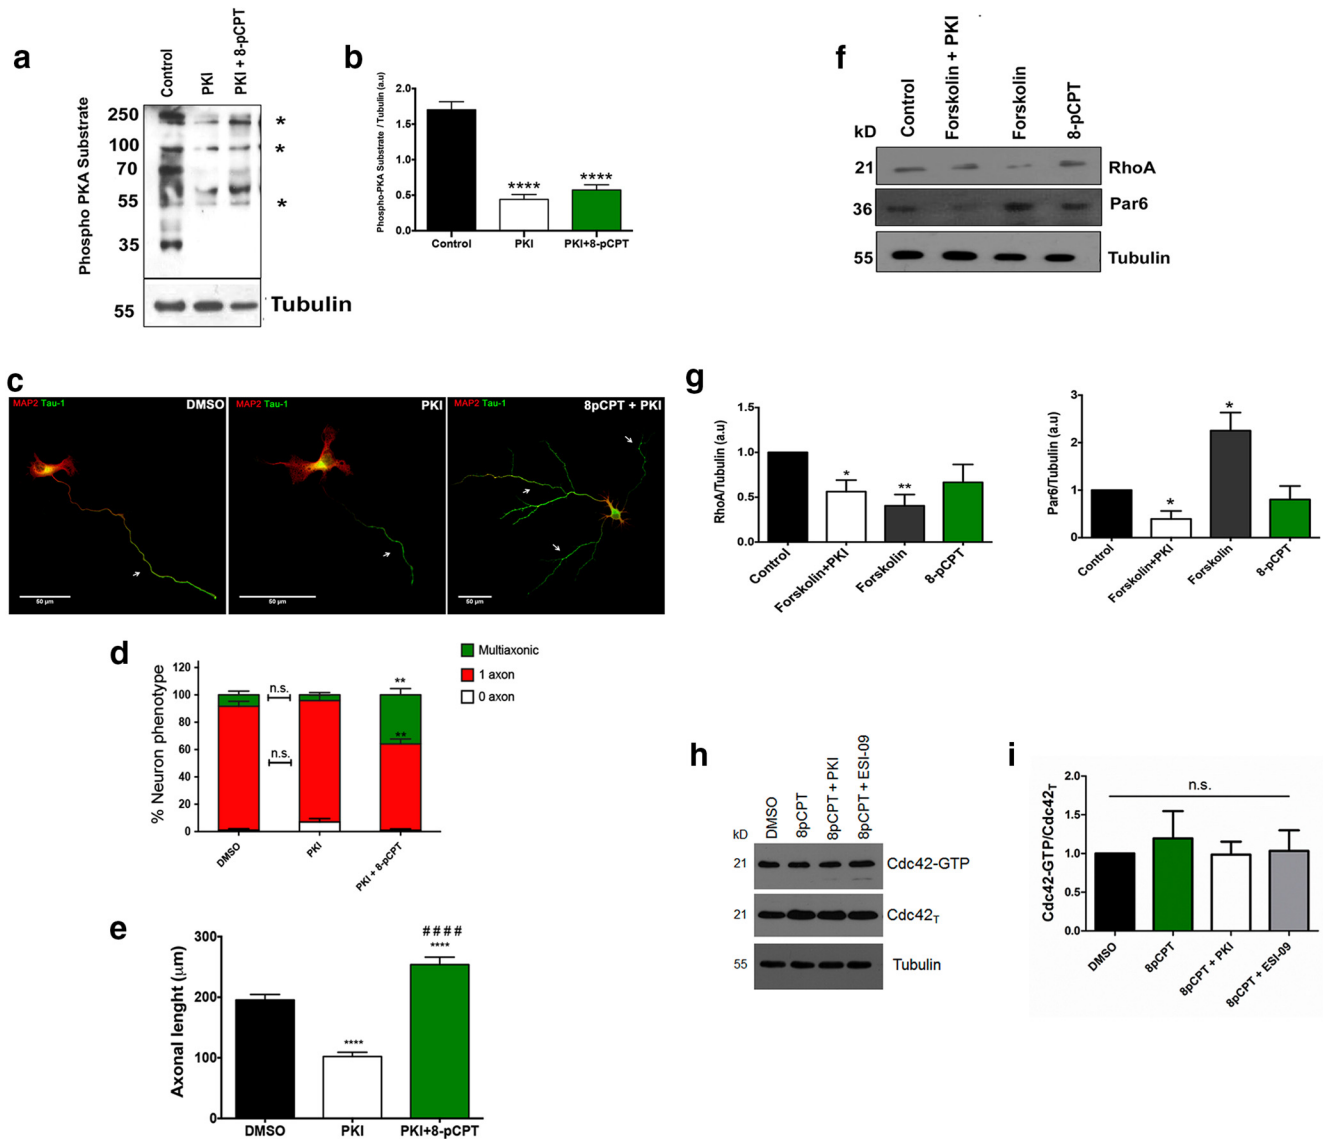 a
Control
PKI
PKI + 8-pCPT
Phospho PKA Substrate
250
100
70
55
35
55
*
*
*
Tubulin
b
Phospho-PKA Substrate / Tubulin (a.u)
2.0
1.5
1.0
0.5
0.0
****
****
Control
PKI
PKI+8-pCPT
c
MAP2 Tau-1
DMSO
50 µm
MAP2 Tau-1
PKI
50 µm
MAP2 Tau-1
8pCPT + PKI
50 µm
d
% Neuron phenotype
120
100
80
60
40
20
0
n.s.
n.s.
**
**
DMSO
PKI
PKI + 8-pCPT
Multiaxonic
1 axon
0 axon
e
Axonal lenght (µm)
300
200
100
0
****
####
****
DMSO
PKI
PKI+8-pCPT
f
kD
Control
Forskolin + PKI
Forskolin
8-pCPT
21
RhoA
36
Par6
55
Tubulin
g
RhoA/Tubulin (a.u)
1.5
1.0
0.5
0.0
*
**
Control
Forskolin+PKI
Forskolin
8-pCPT
Par6/Tubulin (a.u)
3
2
1
0
*
*
Control
Forskolin+PKI
Forskolin
8-pCPT
h
kD
DMSO
8pCPT
8pCPT + PKI
8pCPT + ESI-09
21
Cdc42-GTP
21
Cdc42T
55
Tubulin
i
Cdc42-GTP/Cdc42T
2.0
1.5
1.0
0.5
0.0
n.s.
DMSO
8pCPT
8pCPT + PKI
8pCPT + ESI-09